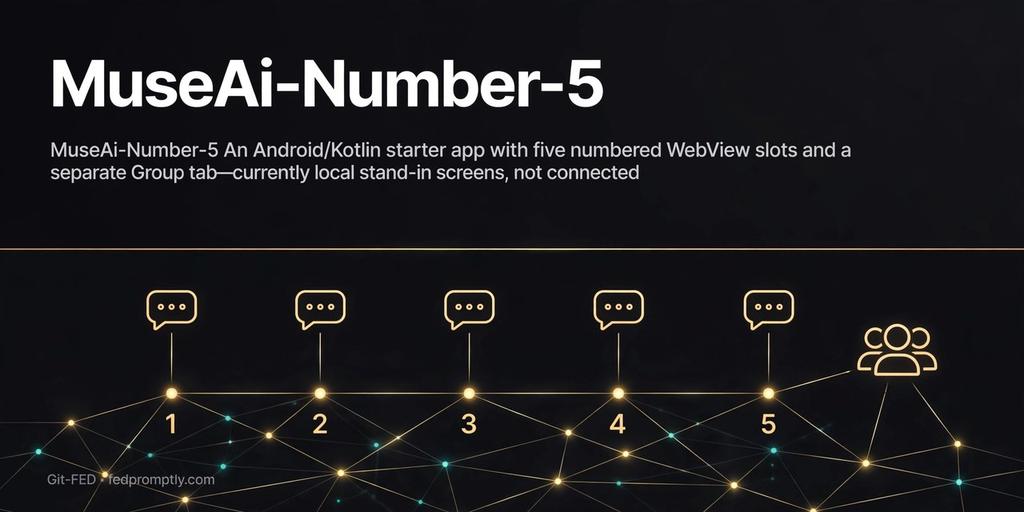 MuseAi-Number-5
MuseAi-Number-5 An Android/Kotlin starter app with five numbered WebView slots and a
separate Group tab—currently local stand-in screens, not connected
1 2 3 4 5
Git-FED · fedpromptly.com